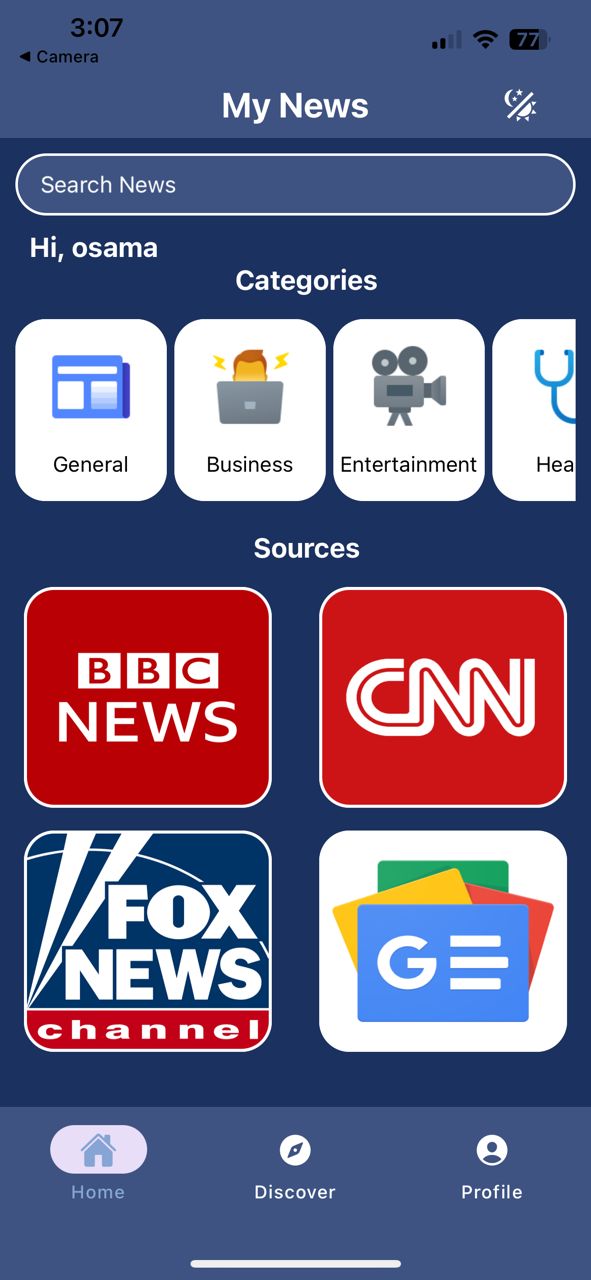 3:07
77
◀ Camera
My News
Search News
Hi, osama
Categories
General
Business
Entertainment
Hea
Sources
BBC
NEWS
CNN
FOX
NEWS
channel
G
Home
Discover
Profile